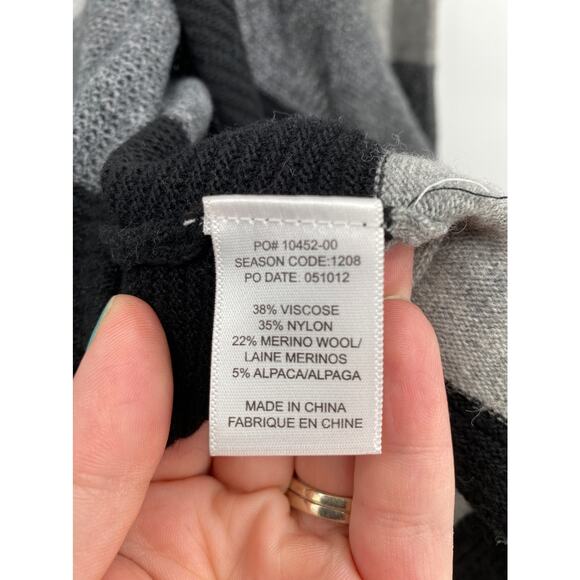 PO# 10452-00
SEASON CODE:1208
PO DATE: 051012
38% VISCOSE
35% NYLON
22% MERINO WOOL/
LAINE MERINOS
5% ALPACA/ALPAGA
MADE IN CHINA
FABRIQUE EN CHINE